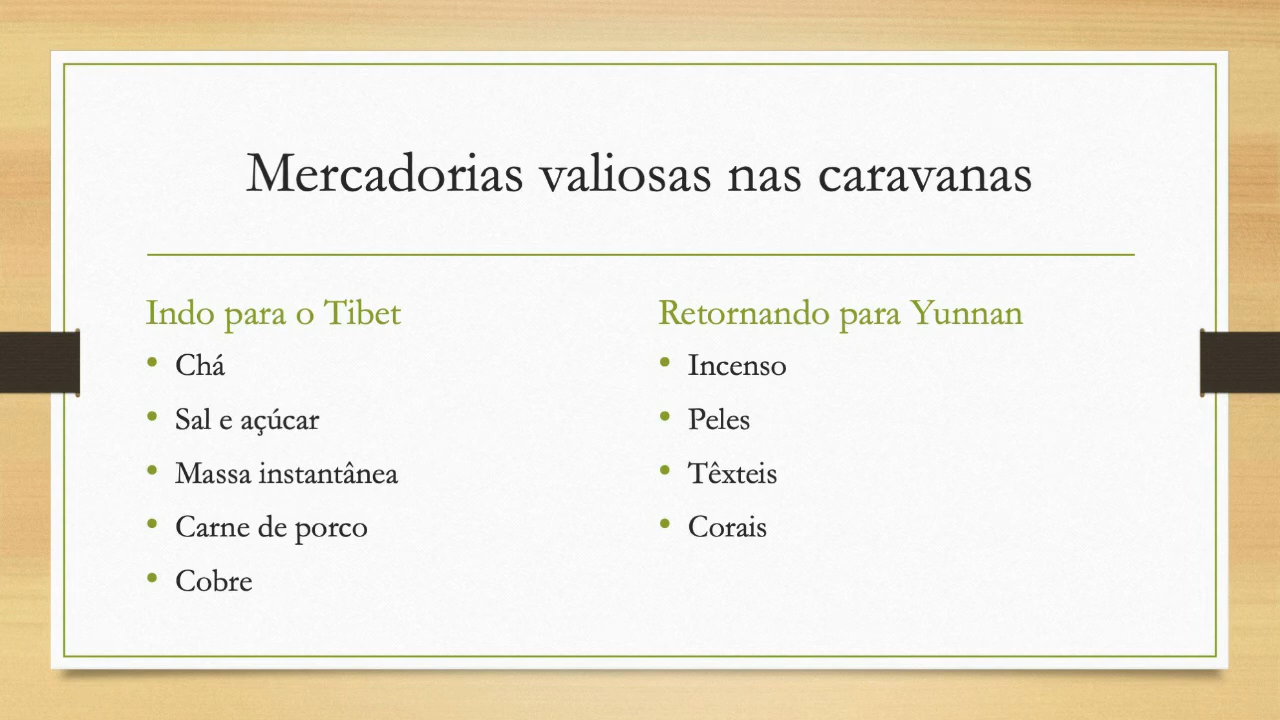 Mercadorias valiosas nas caravanas
Indo para o Tibet
• Chá
• Sal e açúcar
• Massa instantânea
• Carne de porco
• Cobre
Retornando para Yunnan
• Incenso
• Peles
• Têxteis
• Corais